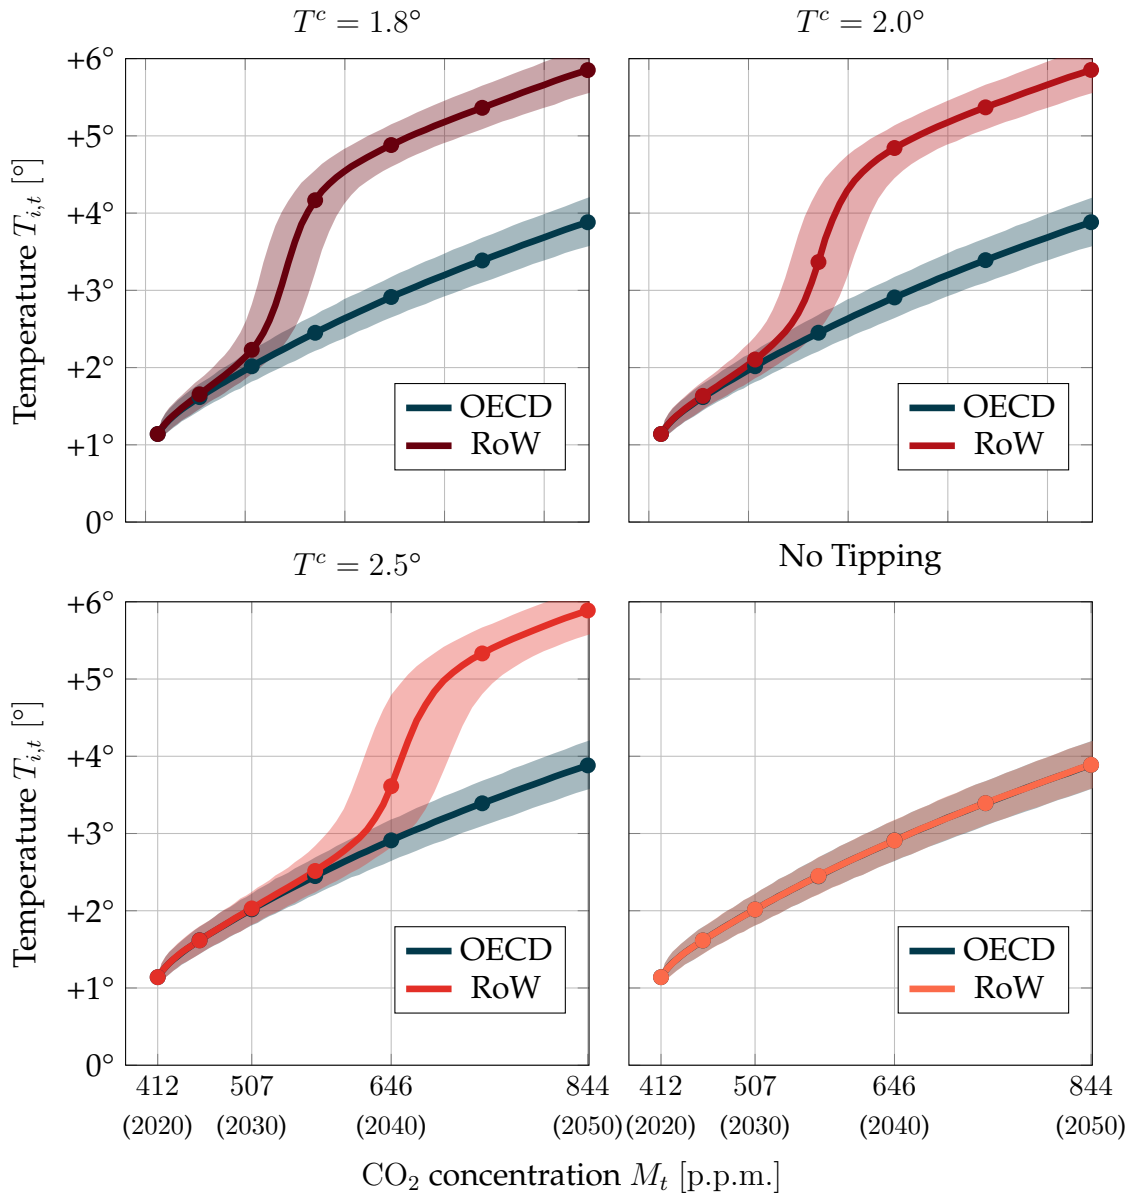 T^c = 1.8°
T^c = 2.0°
Temperature T_{i,t} [°]
+6°
+5°
+4°
+3°
+2°
+1°
0°
OECD
RoW
OECD
RoW
T^c = 2.5°
No Tipping
Temperature T_{i,t} [°]
+6°
+5°
+4°
+3°
+2°
+1°
0°
OECD
RoW
OECD
RoW
412 507 646 844 412 507 646 844
(2020) (2030) (2040) (2050) (2020) (2030) (2040) (2050)
CO₂ concentration M_t [p.p.m.]